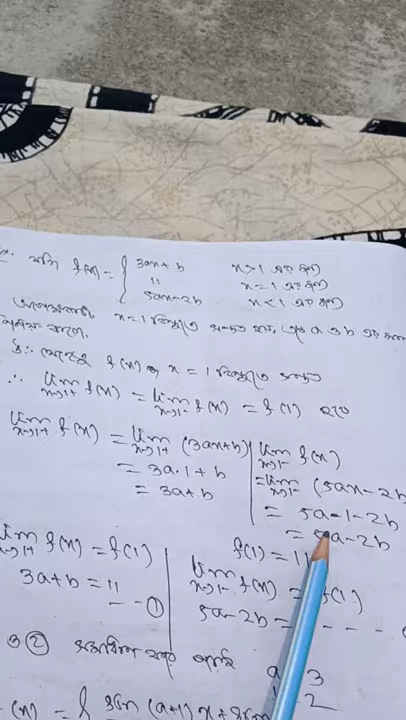 যদি f(x) = { 3ax+b x>1 এর জন্য
11 x=1 এর জন্য
5ax-2b x<1 এর জন্য
x=1 বিন্দুতে সন্তত হয়, a ও b এর
f(x) x=1 বিন্দুতে সন্তত
∴ lim x→1+ f(x) = lim x→1- f(x) = f(1) হবে
lim x→1+ f(x) = lim x→1+ (3ax+b)
= 3a.1+b
= 3a+b
lim x→1- f(x)
= lim x→1- (5ax-2b
= 5a-1-2b
= 5a-2b
f(1) = 11
lim x→1+ f(x) = f(1)
3a+b = 11
---①
lim x→1- f(x) = f(1)
5a-2b = ---
ও ② সমাধান করে পাই a 3
2
(x) = { (a+1)x+